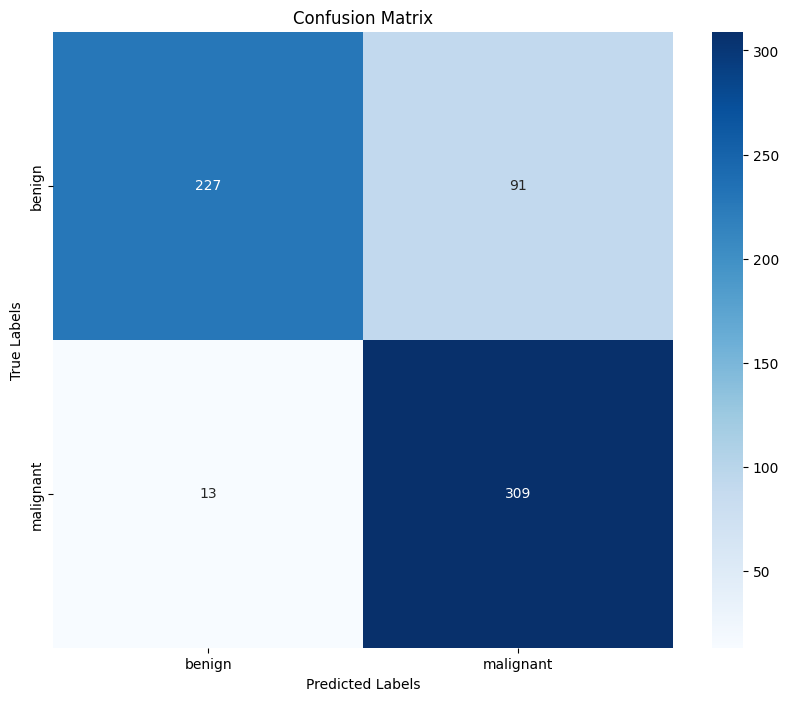 Confusion Matrix
True Labels
benign
malignant
227
91
13
309
benign
malignant
Predicted Labels
300
250
200
150
100
50